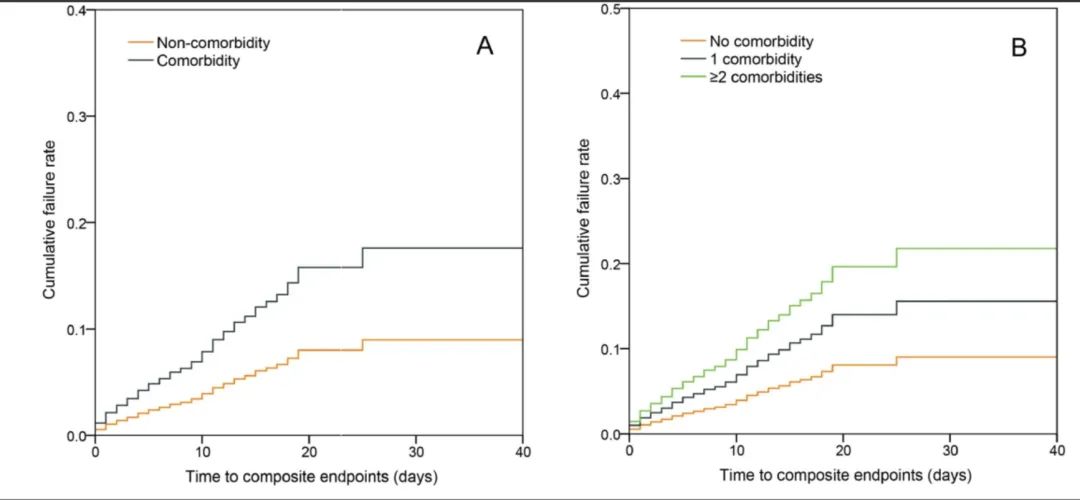 A
Non-comorbidity
Comorbidity
0.4
0.3
0.2
0.1
0.0
Cumulative failure rate
0 10 20 30 40
Time to composite endpoints (days)
B
No comorbidity
1 comorbidity
≥2 comorbidities
0.5
0.4
0.3
0.2
0.1
0.0
Cumulative failure rate
0 10 20 30 40
Time to composite endpoints (days)